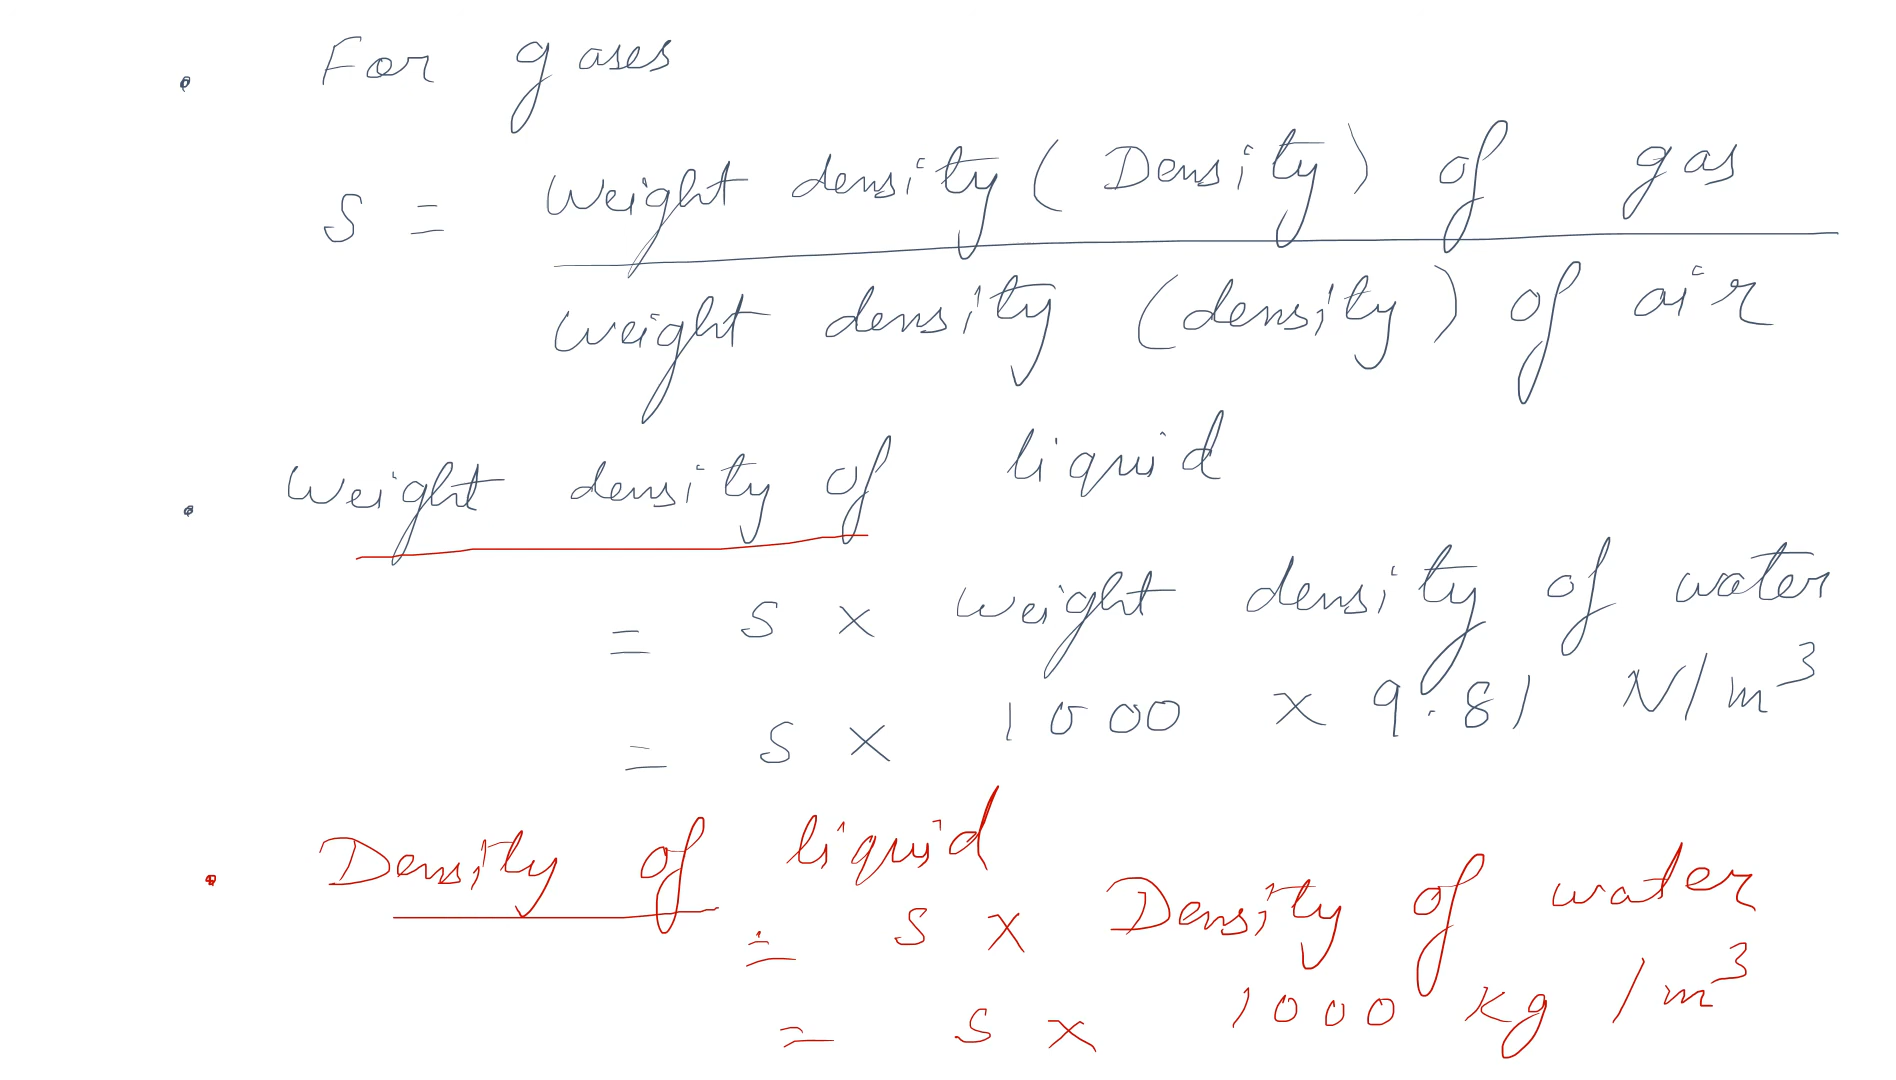 • For gases
S = Weight density (Density) of gas
weight density (density) of air
• Weight density of liquid
= S × weight density of water
= S × 1000 × 9.81 N/m³
• Density of liquid
= S × Density of water
= S × 1000 kg/m³